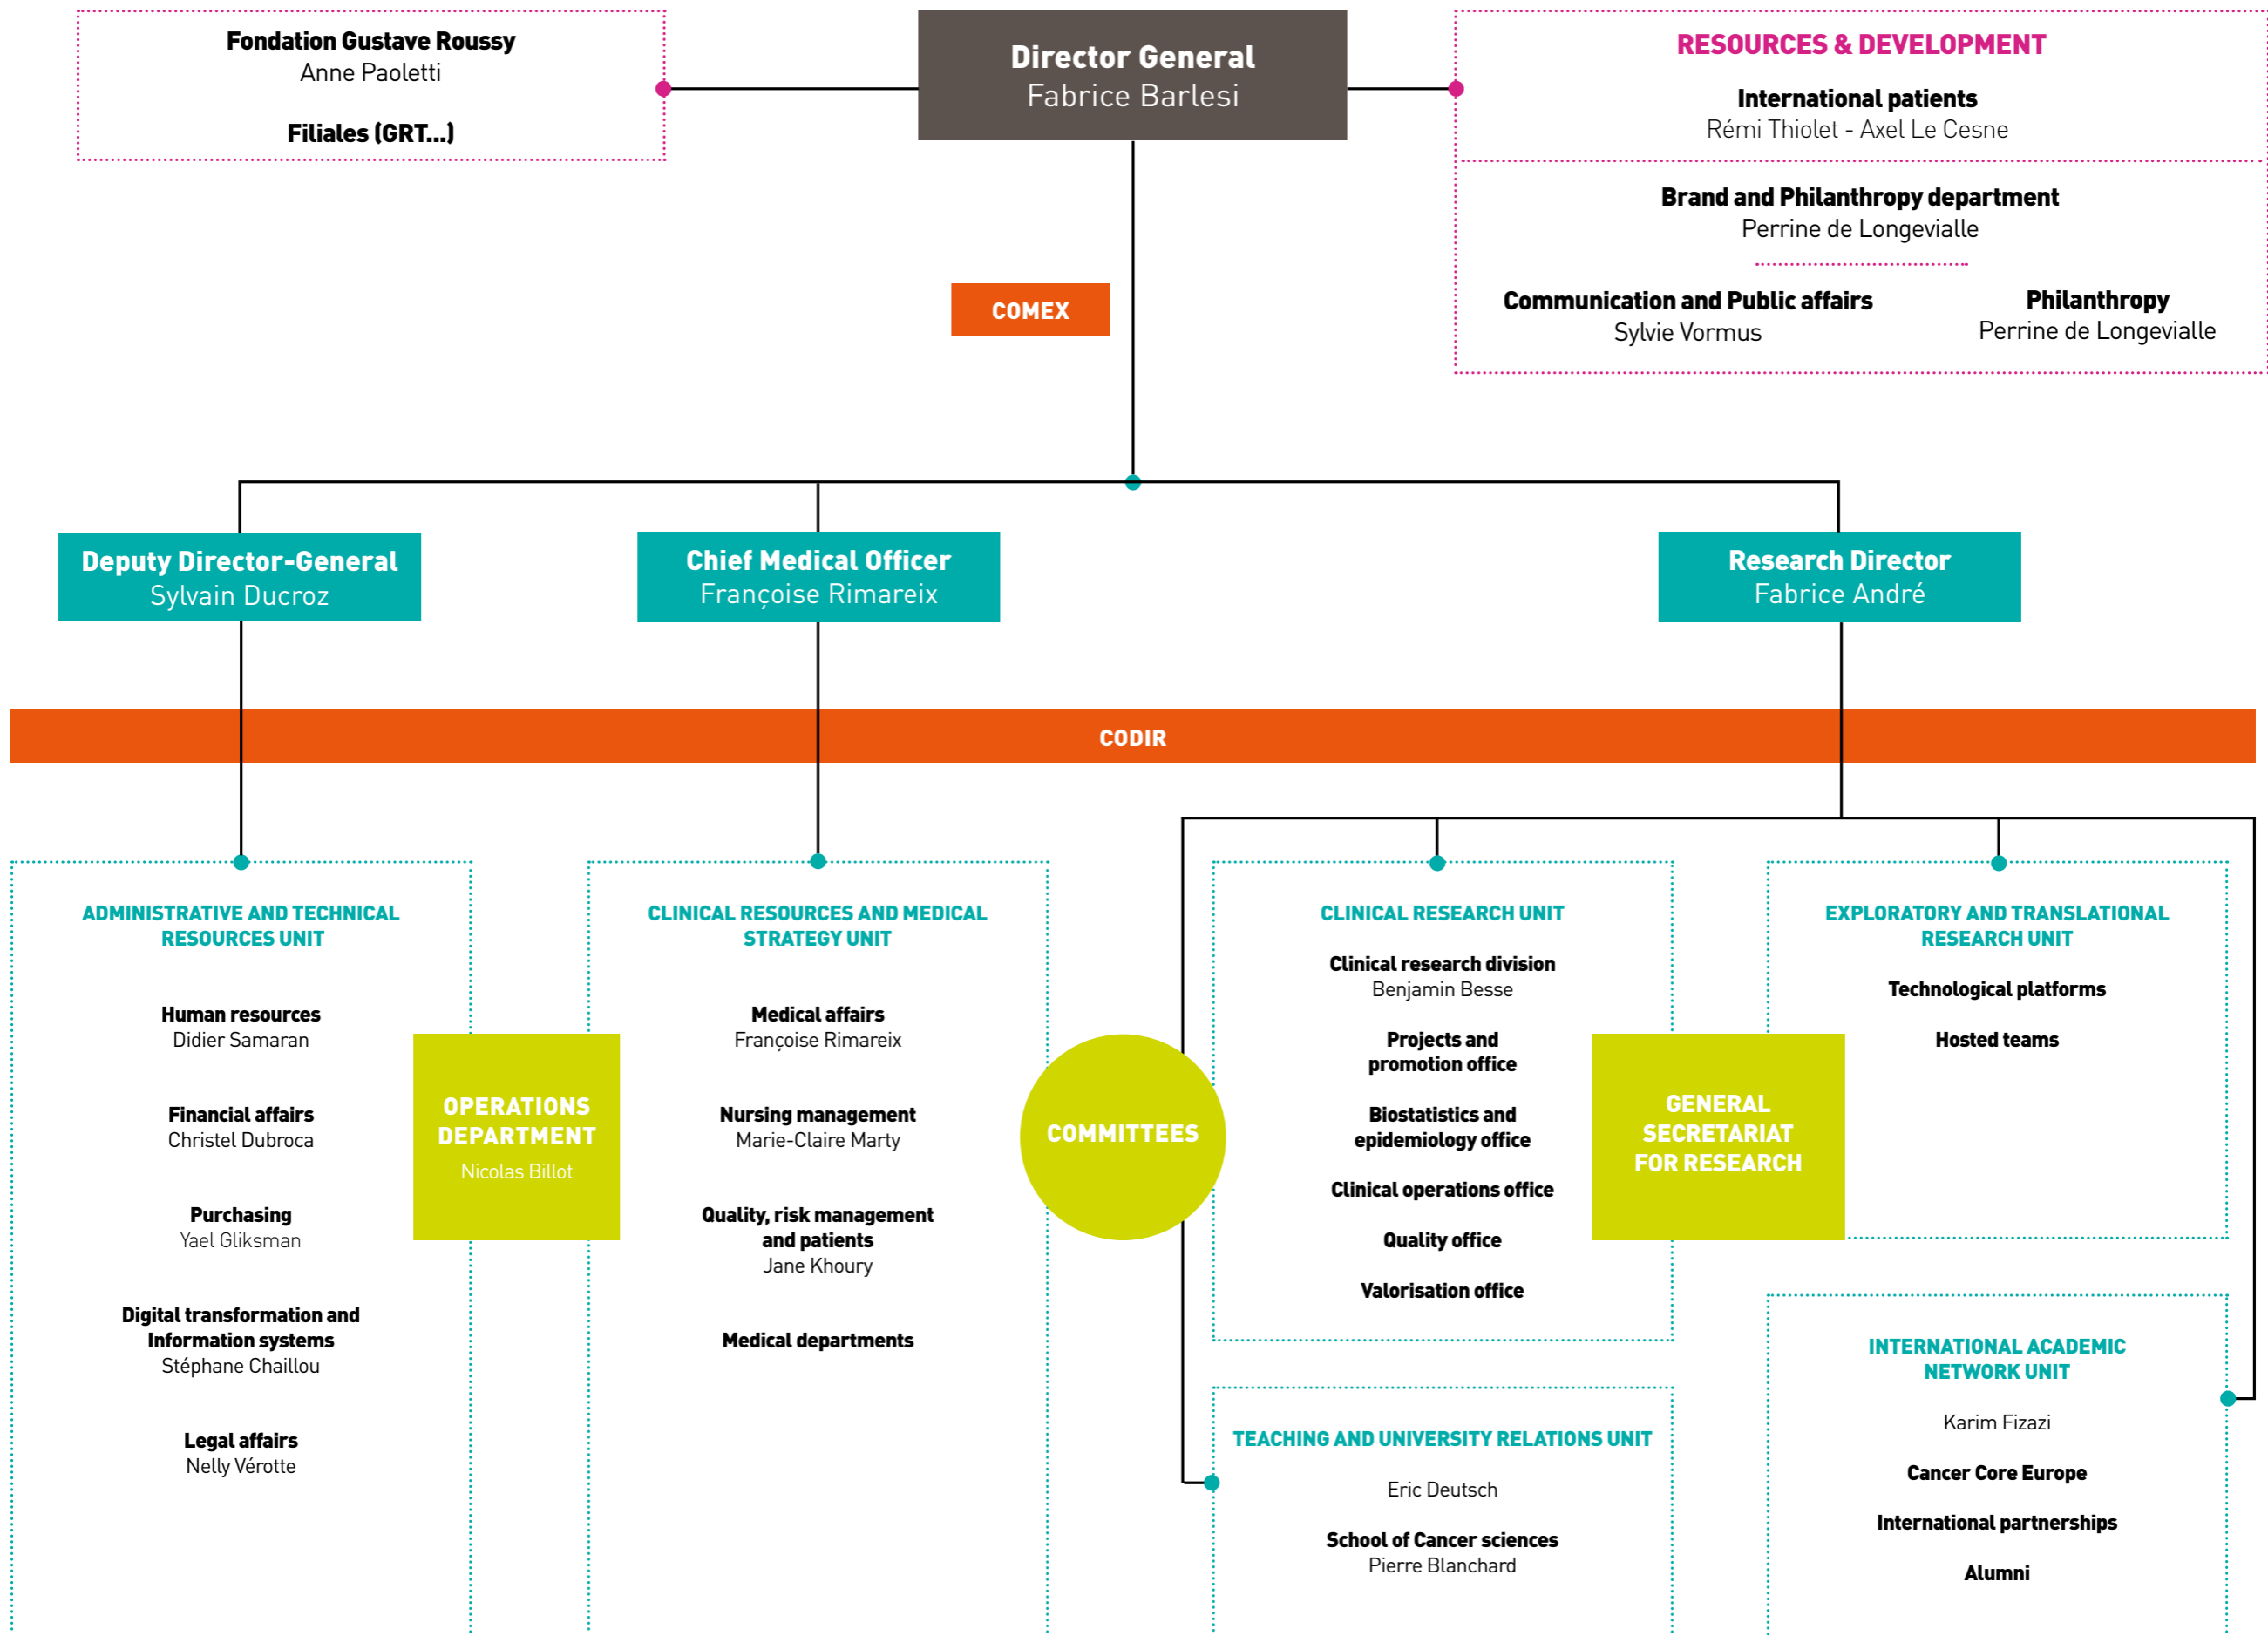 Fondation Gustave Roussy
Anne Paoletti
Filiales (GRT...)
Director General
Fabrice Barlesi
RESOURCES & DEVELOPMENT
International patients
Rémi Thiolet - Axel Le Cesne
Brand and Philanthropy department
Perrine de Longevialle
Communication and Public affairs
Sylvie Vormus
Philanthropy
Perrine de Longevialle
COMEX
Deputy Director-General
Sylvain Ducroz
Chief Medical Officer
Françoise Rimareix
Research Director
Fabrice André
CODIR
ADMINISTRATIVE AND TECHNICAL
RESOURCES UNIT
Human resources
Didier Samaran
Financial affairs
Christel Dubroca
Purchasing
Yael Gliksman
Digital transformation and
Information systems
Stéphane Chaillou
Legal affairs
Nelly Vérotte
OPERATIONS
DEPARTMENT
Nicolas Billot
CLINICAL RESOURCES AND MEDICAL
STRATEGY UNIT
Medical affairs
Françoise Rimareix
Nursing management
Marie-Claire Marty
Quality, risk management
and patients
Jane Khoury
Medical departments
COMMITTEES
CLINICAL RESEARCH UNIT
Clinical research division
Benjamin Besse
Projects and
promotion office
Biostatistics and
epidemiology office
Clinical operations office
Quality office
Valorisation office
GENERAL
SECRETARIAT
FOR RESEARCH
EXPLORATORY AND TRANSLATIONAL
RESEARCH UNIT
Technological platforms
Hosted teams
TEACHING AND UNIVERSITY RELATIONS UNIT
Eric Deutsch
School of Cancer sciences
Pierre Blanchard
INTERNATIONAL ACADEMIC
NETWORK UNIT
Karim Fizazi
Cancer Core Europe
International partnerships
Alumni